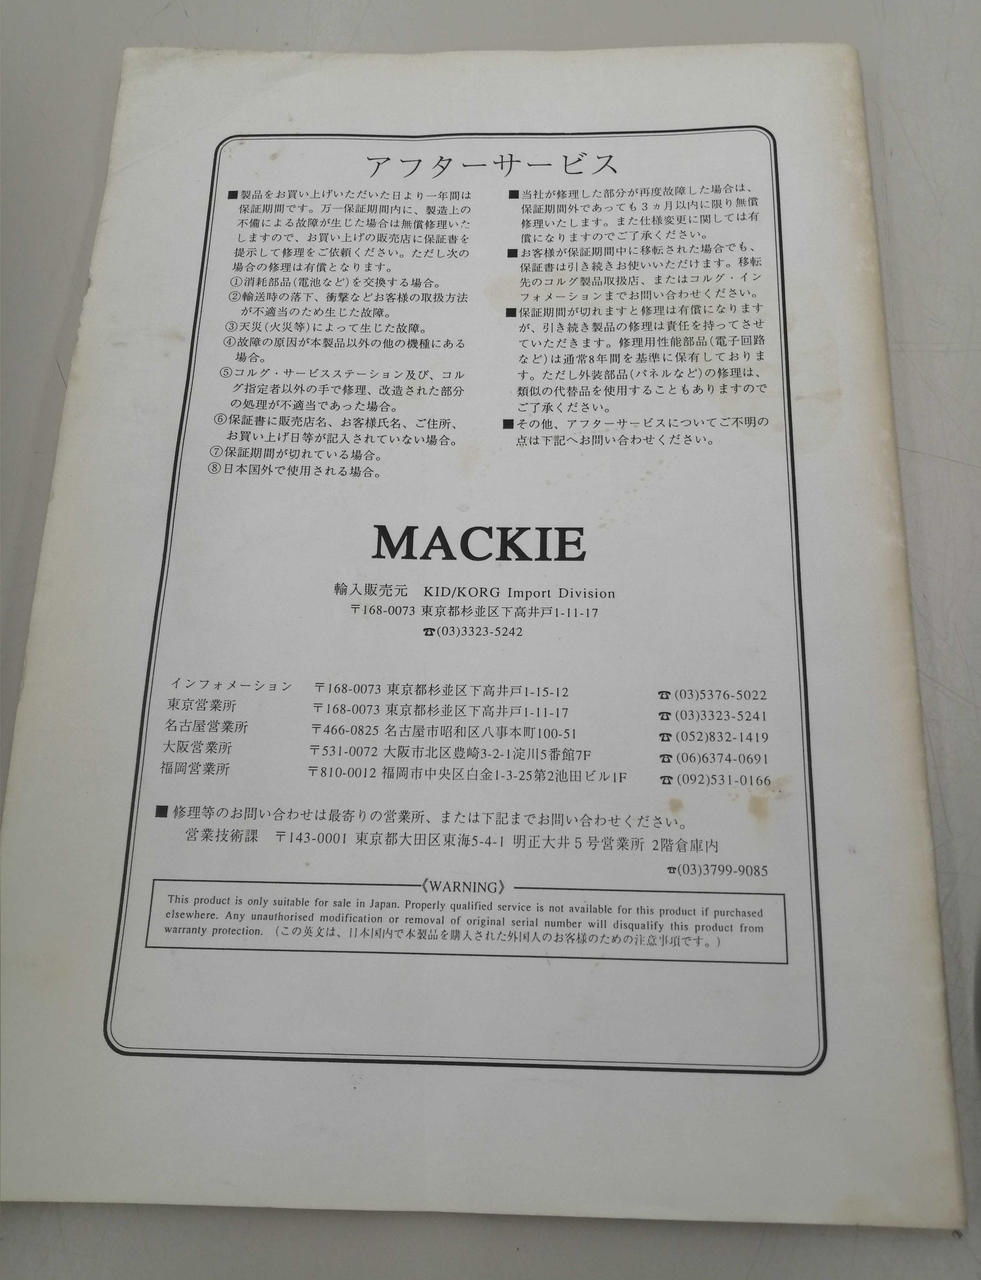 アフターサービス
■製品をお買い上げいただいた日より一年間は
保証期間です。万一保証期間内に、製造上の
不備による故障が生じた場合は無償修理いた
しますので、お買い上げの販売店に保証書を
提示して修理をご依頼ください。ただし次の
場合の修理は有償となります。
①消耗部品(電池など)を交換する場合。
②輸送時の落下、衝撃などお客様の取扱方法
が不適当のため生じた故障。
③天災(火災等)によって生じた故障。
④故障の原因が本製品以外の他の機種にある
場合。
⑤コルグ・サービスステーション及び、コル
グ指定者以外の手で修理、改造された部分
の処理が不適当であった場合。
⑥保証書に販売店名、お客様氏名、ご住所、
お買い上げ日等が記入されていない場合。
⑦保証期間が切れている場合。
⑧日本国外で使用される場合。
■当社が修理した部分が再度故障した場合は、
保証期間外であっても3ヵ月以内に限り無償
修理いたします。また仕様変更に関しては有
償になりますのでご了承ください。
■お客様が保証期間中に移転された場合でも、
保証書は引き続きお使いいただけます。移転
先のコルグ製品取扱店、またはコルグ・イン
フォメーションまでお問い合わせください。
■保証期間が切れますと修理は有償になります
が、引き続き製品の修理は責任を持ってさせ
ていただきます。修理用性能部品(電子回路
など)は通常8年間を基準に保有しておりま
す。ただし外装部品(パネルなど)の修理は、
類似の代替品を使用することもありますので
ご了承ください。
■その他、アフターサービスについてご不明の
点は下記へお問い合わせください。
MACKIE
輸入販売元 KID/KORG Import Division
〒168-0073 東京都杉並区下高井戸1-11-17
☎(03)3323-5242
インフォメーション 〒168-0073 東京都杉並区下高井戸1-15-12 ☎(03)5376-5022
東京営業所 〒168-0073 東京都杉並区下高井戸1-11-17 ☎(03)3323-5241
名古屋営業所 〒466-0825 名古屋市昭和区八事本町100-51 ☎(052)832-1419
大阪営業所 〒531-0072 大阪市北区豊崎3-2-1淀川5番館7F ☎(06)6374-0691
福岡営業所 〒810-0012 福岡市中央区白金1-3-25第2池田ビル1F ☎(092)531-0166
■修理等のお問い合わせは最寄りの営業所、または下記までお問い合わせください。
営業技術課 〒143-0001 東京都大田区東海5-4-1 明正大井5号営業所 2階倉庫内
☎(03)3799-9085
《WARNING》
This product is only suitable for sale in Japan. Properly qualified service is not available for this product if purchased
elsewhere. Any unauthorised modification or removal of original serial number will disqualify this product from
warranty protection. (この英文は、日本国内で本製品を購入された外国人のお客様のための注意事項です。)